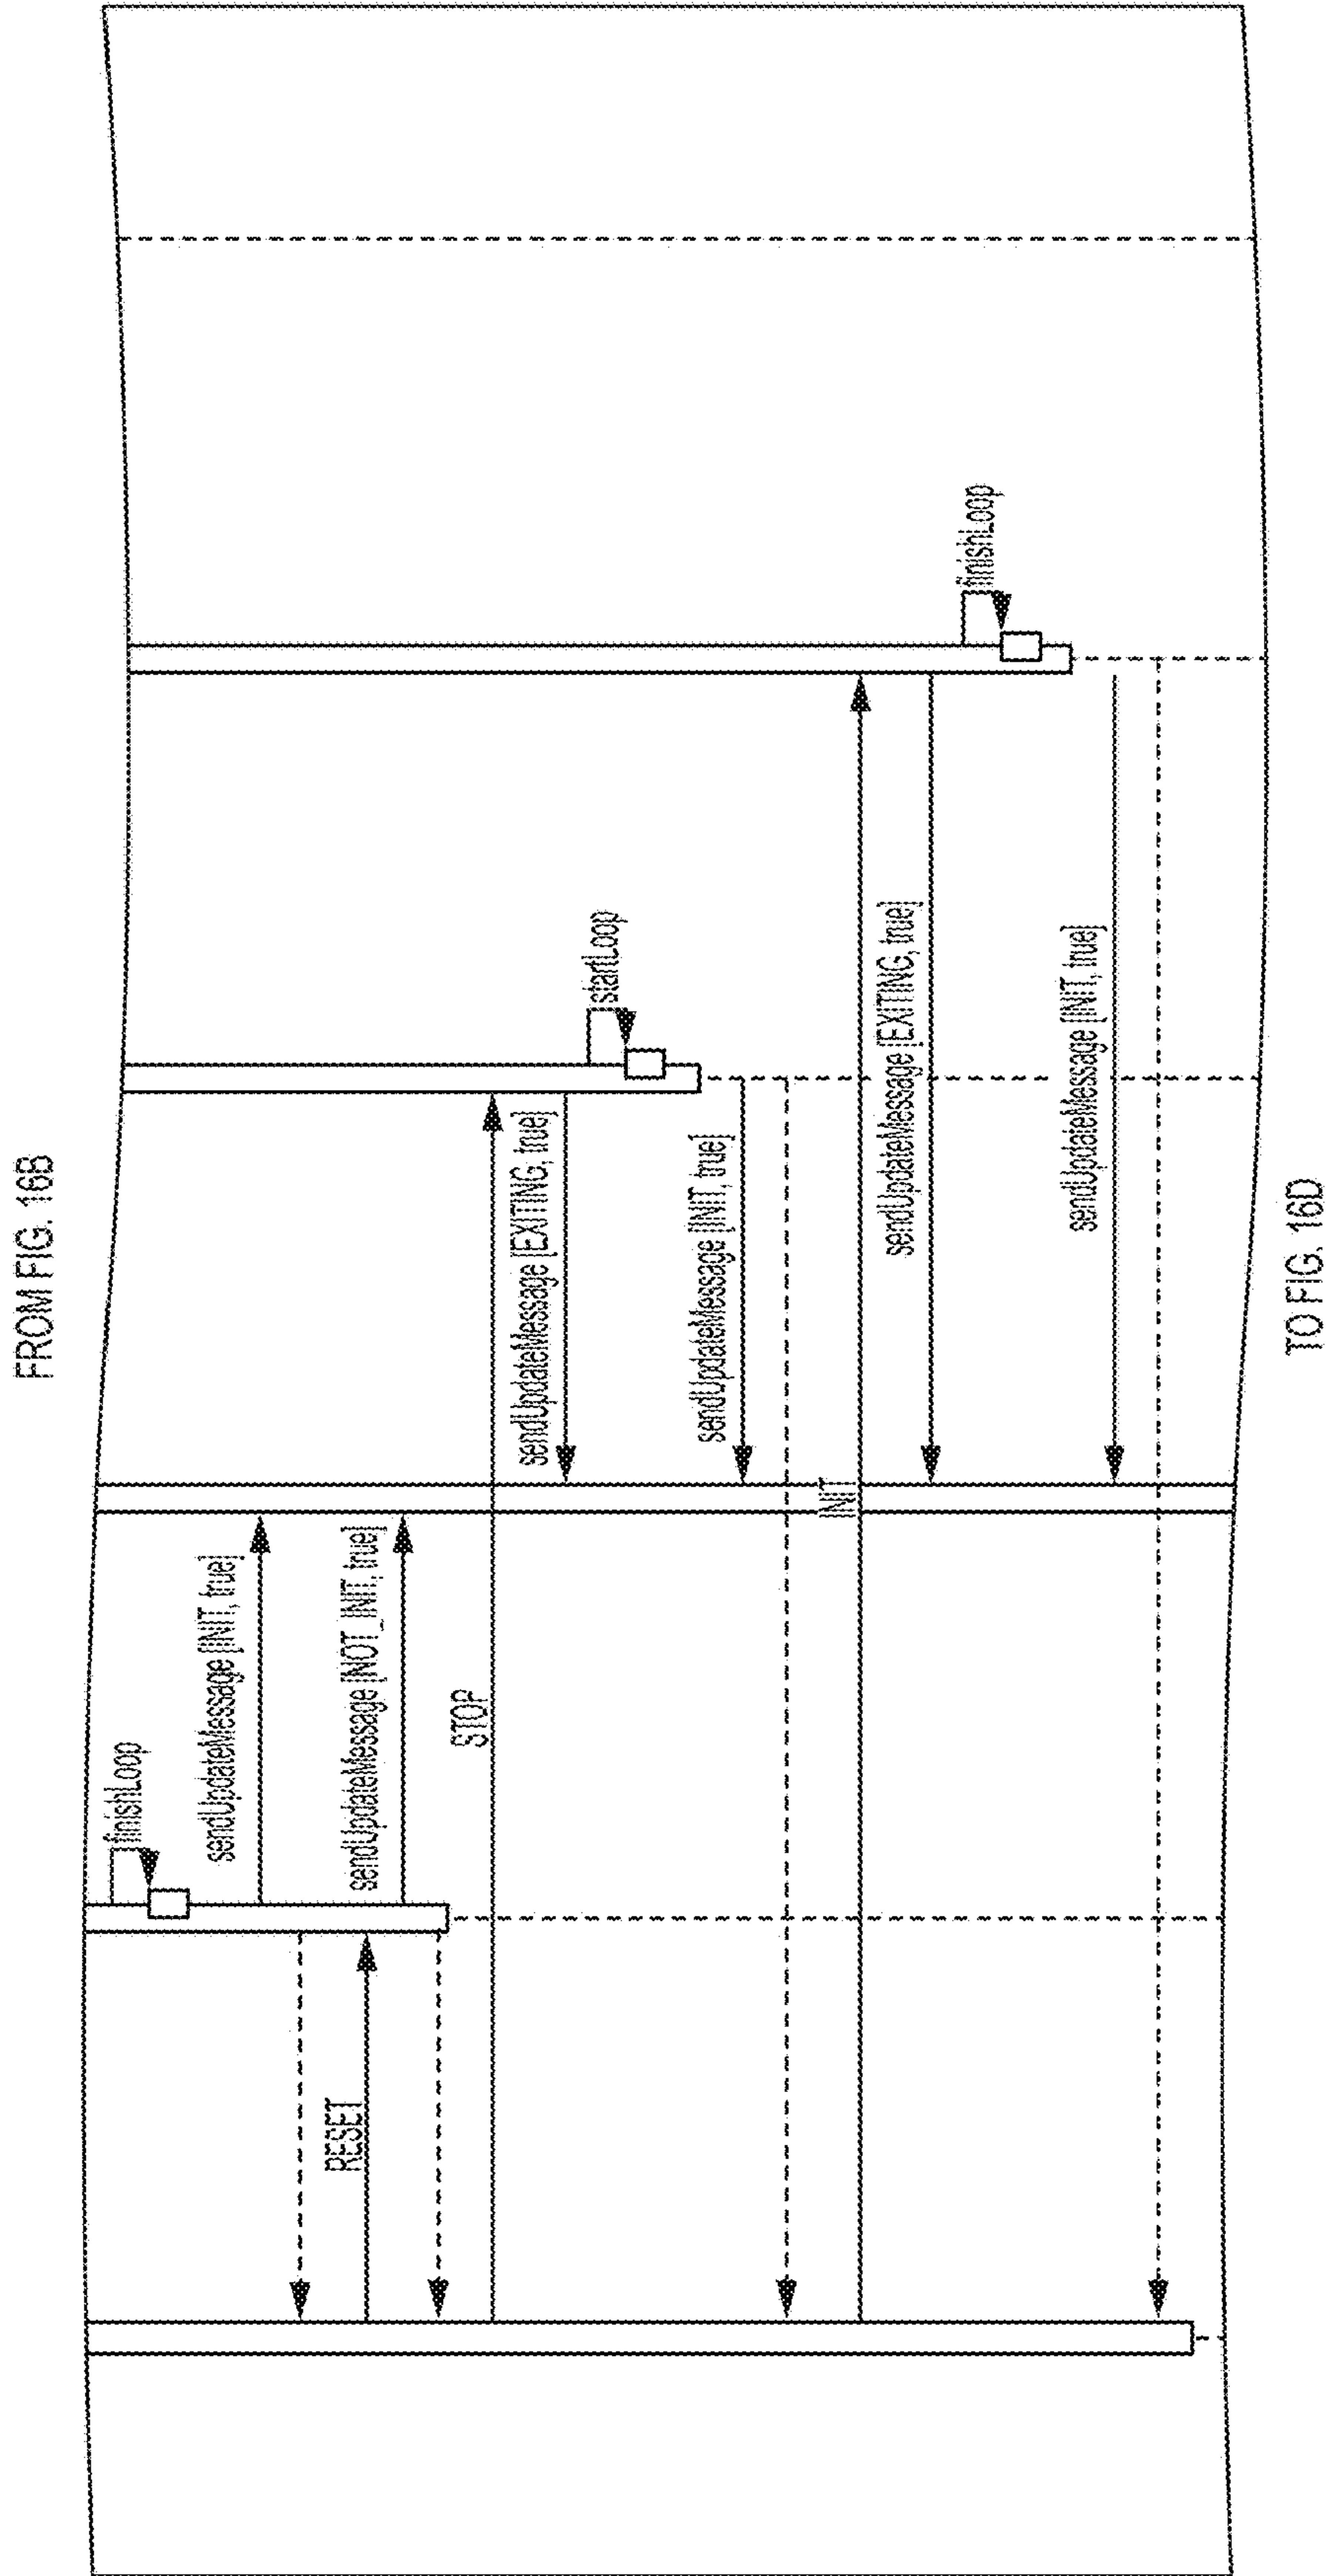 FROM FIG. 16B
finishLoop
sendUpdateMessage [INIT, true]
RESET
sendUpdateMessage [NOT_INIT, true]
STOP
sendUpdateMessage [EXITING, true]
startLoop
sendUpdateMessage [INIT, true]
INIT
sendUpdateMessage [EXITING, true]
finishLoop
sendUpdateMessage [INIT, true]
TO FIG. 16D